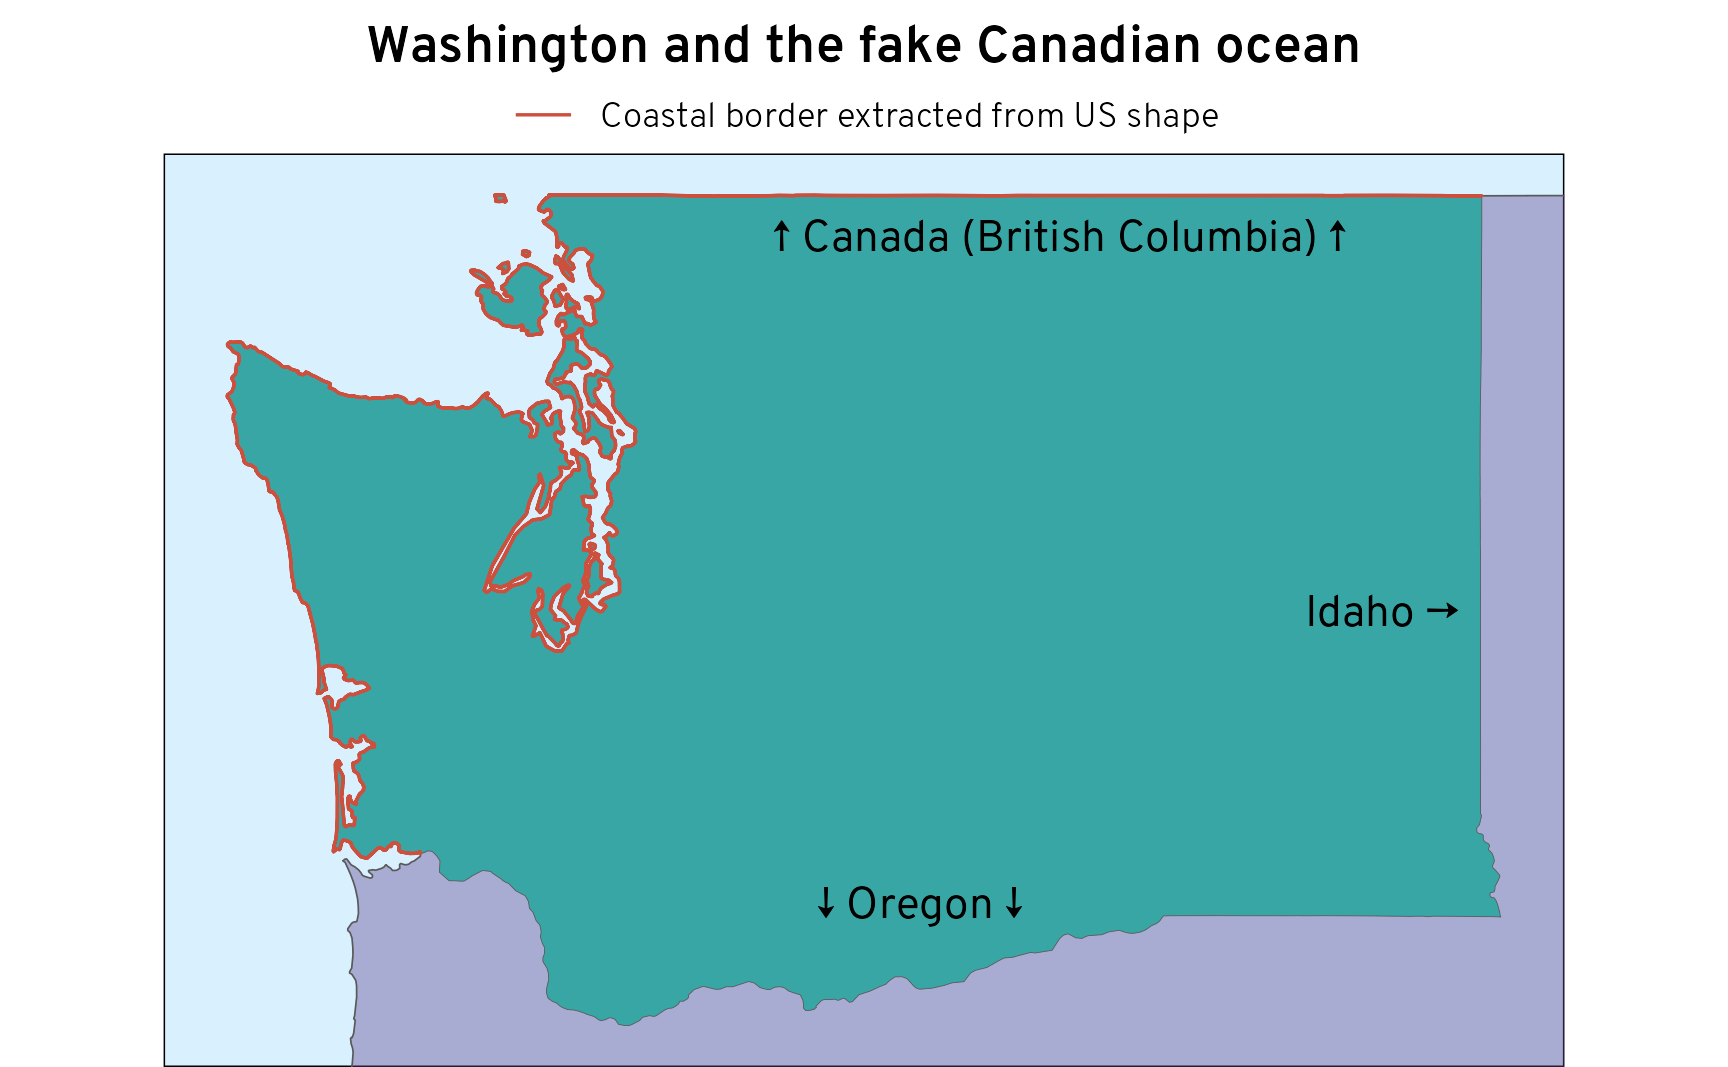 Washington and the fake Canadian ocean
Coastal border extracted from US shape
↑ Canada (British Columbia) ↑
Idaho →
↓ Oregon ↓